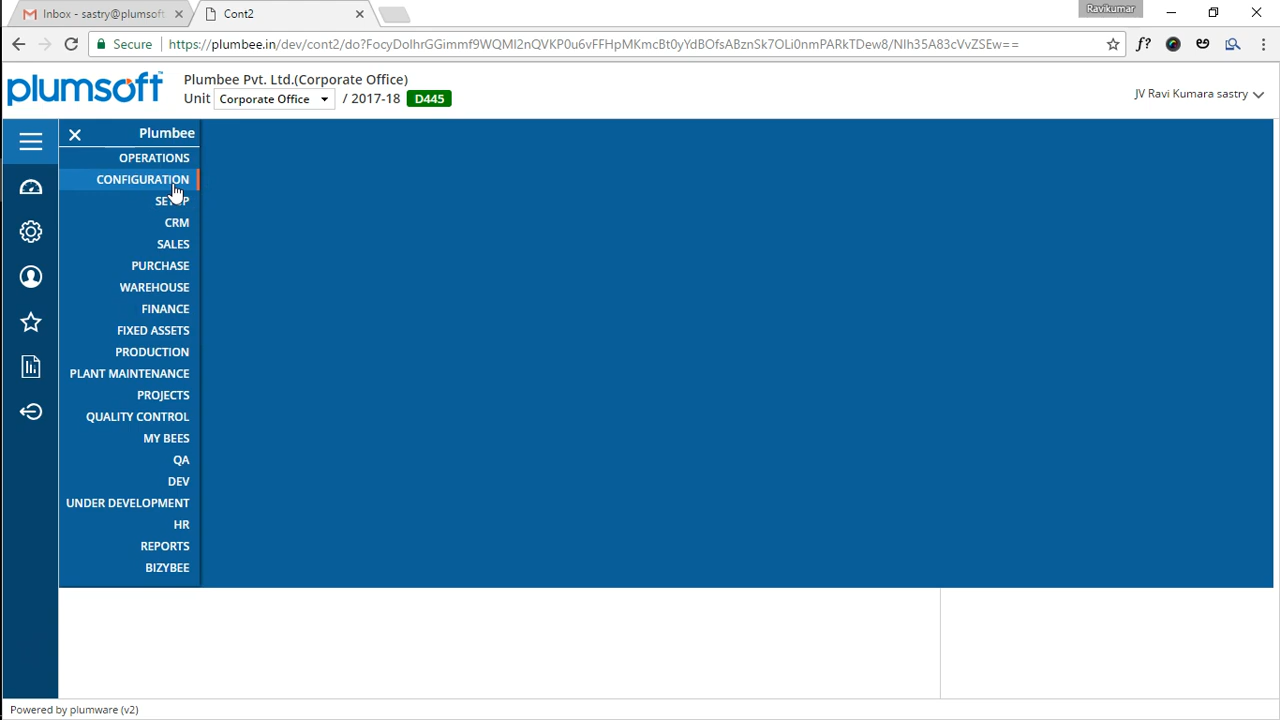 Inbox - sastry@plumsoft
Cont2
Ravikumar
Secure
https://plumbee.in/dev/cont2/do?FocyDolhrGGimmf9WQMI2nQVKP0u6vFFHpMKmcBt0yYdBOfsABznSk7OLi0nmPARkTDew8/NIh35A83cVvZSEw==
f?
plumsoft
Plumbee Pvt. Ltd.(Corporate Office)
Unit Corporate Office / 2017-18 D445
JV Ravi Kumara sastry
Plumbee
OPERATIONS
CONFIGURATION
CRM
SALES
PURCHASE
WAREHOUSE
FINANCE
FIXED ASSETS
PRODUCTION
PLANT MAINTENANCE
PROJECTS
QUALITY CONTROL
MY BEES
QA
DEV
UNDER DEVELOPMENT
HR
REPORTS
BIZYBEE
Powered by plumware (v2)